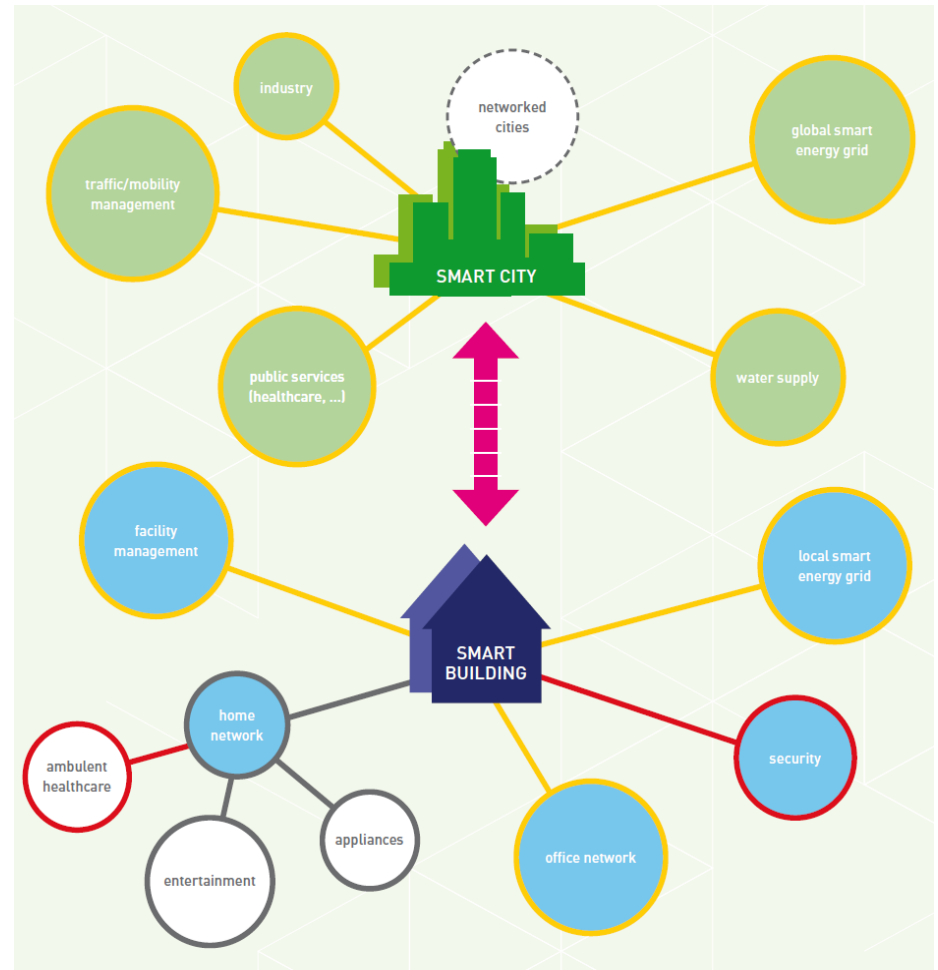 industry
networked
cities
global smart
energy grid
traffic/mobility
management
SMART CITY
public services
(healthcare, ...)
water supply
facility
management
local smart
energy grid
SMART
BUILDING
home
network
security
ambulent
healthcare
appliances
office network
entertainment